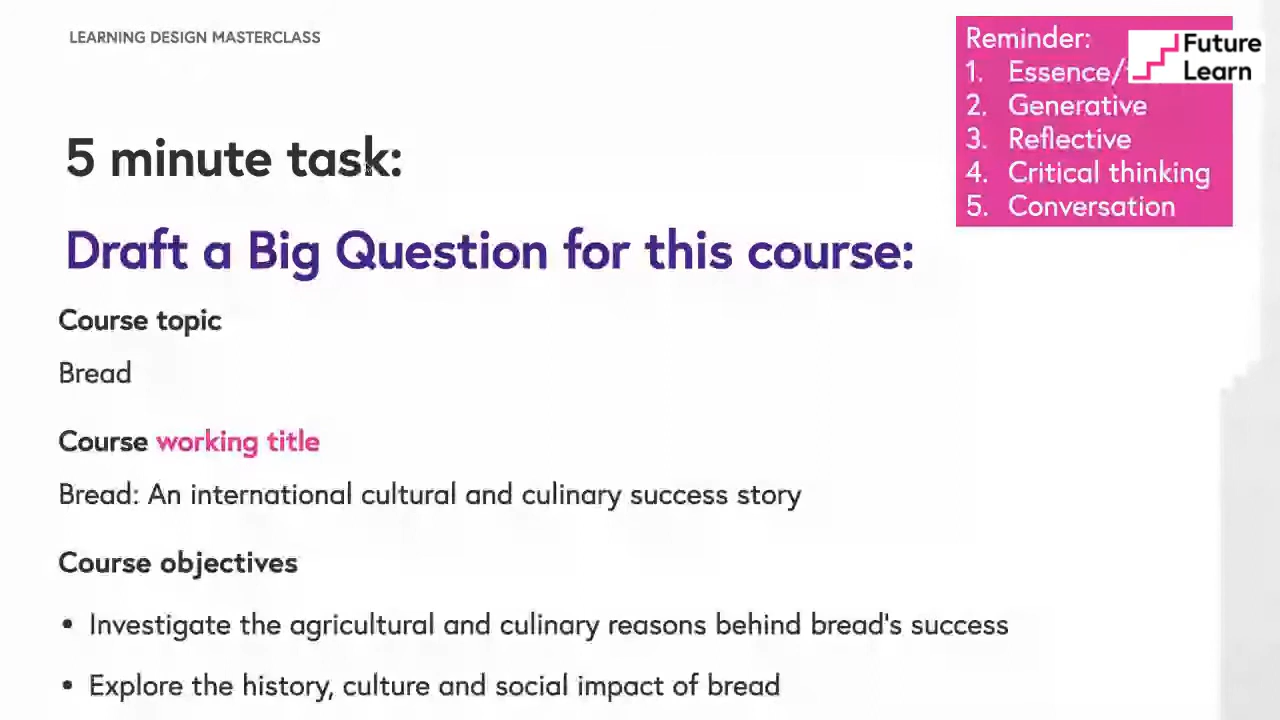 LEARNING DESIGN MASTERCLASS
Reminder:
1. Essence/
2. Generative
3. Reflective
4. Critical thinking
5. Conversation
Future
Learn
5 minute task:
Draft a Big Question for this course:
Course topic
Bread
Course working title
Bread: An international cultural and culinary success story
Course objectives
• Investigate the agricultural and culinary reasons behind bread's success
• Explore the history, culture and social impact of bread